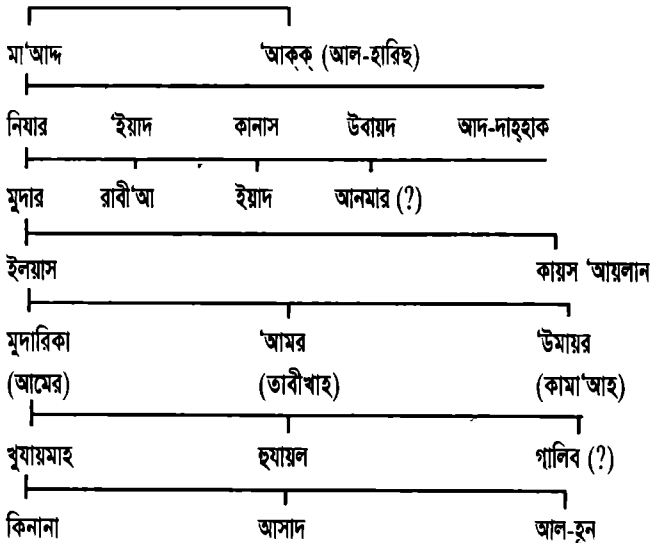 মা‘আদ্দ ‘আক্ক্ (আল-হারিছ)
নিযার ‘ইয়াদ কানাস উবায়দ আদ-দাহ্হাক
মুদার রাবী‘আ ইয়াদ আনমার (?)
ইলয়াস কায়স ‘আয়লান
মুদারিকা ‘আমর ‘উমায়র
(আমের) (তাবীখাহ) (কামা‘আহ)
খুযায়মাহ হুযায়ল গালিব (?)
কিনানা আসাদ আল-হুন